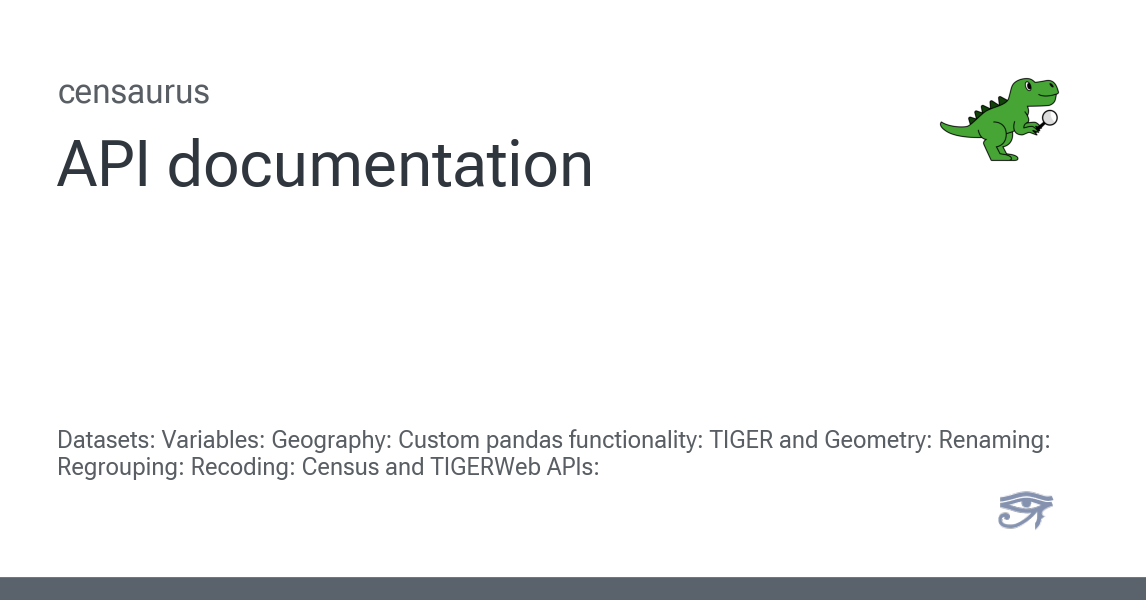 censaurus
API documentation
Datasets: Variables: Geography: Custom pandas functionality: TIGER and Geometry: Renaming:
Regrouping: Recoding: Census and TIGERWeb APIs: